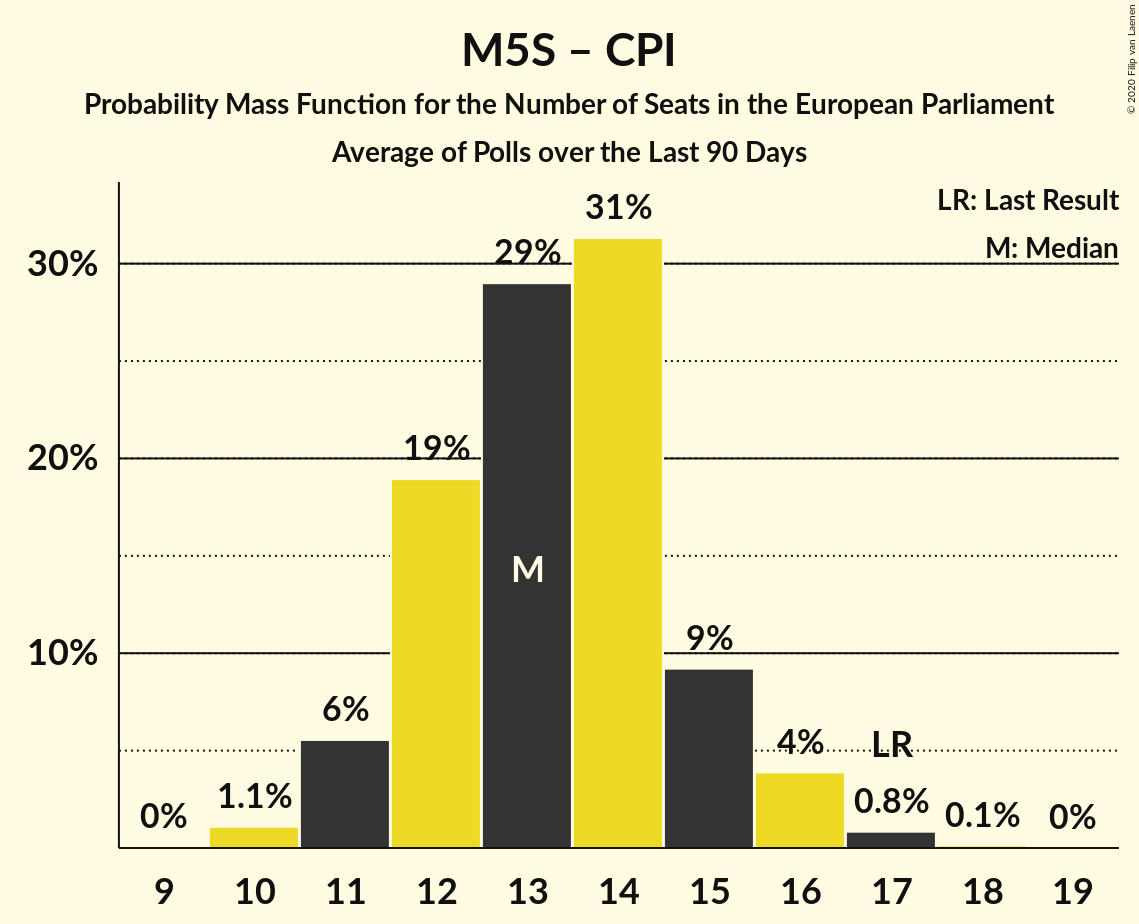 M5S – CPI
Probability Mass Function for the Number of Seats in the European Parliament
Average of Polls over the Last 90 Days
© 2020 Filip van Laenen
LR: Last Result
M: Median
30%
20%
10%
0%
1.1%
6%
19%
29%
31%
9%
4%
0.8%
0.1%
0%
LR
M
9 10 11 12 13 14 15 16 17 18 19